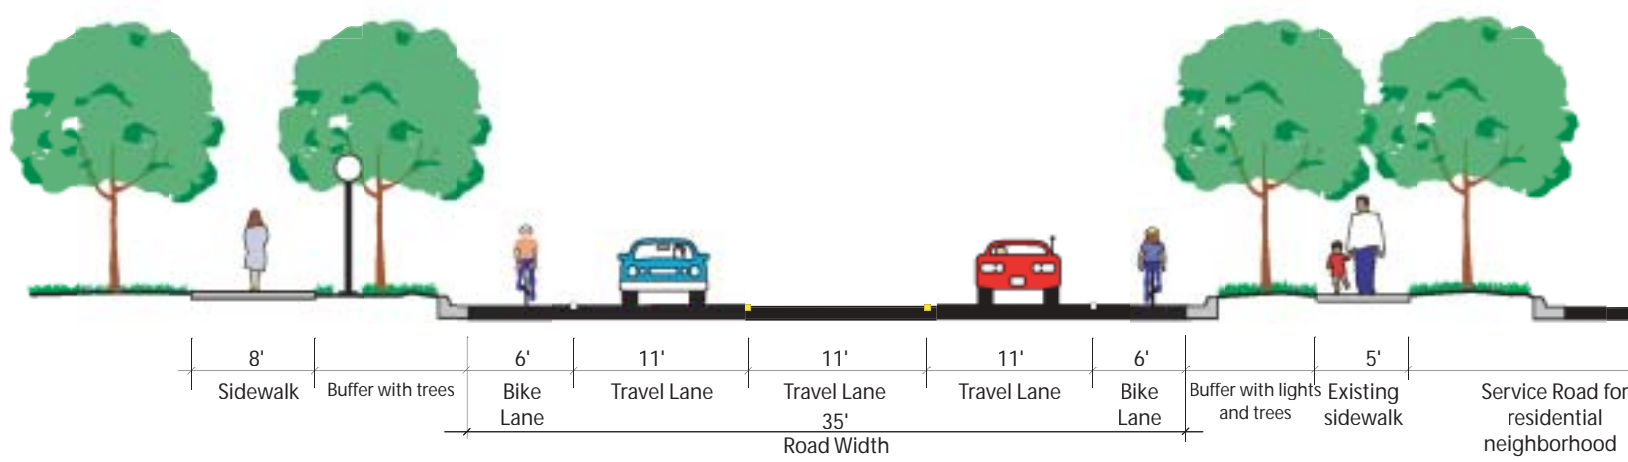 8' 6' 11' 11' 11' 6' 5'
Sidewalk Buffer with trees Bike Travel Lane Travel Lane Travel Lane Bike Buffer with lights Existing Service Road for
Lane 35' Lane and trees sidewalk residential
Road Width neighborhood